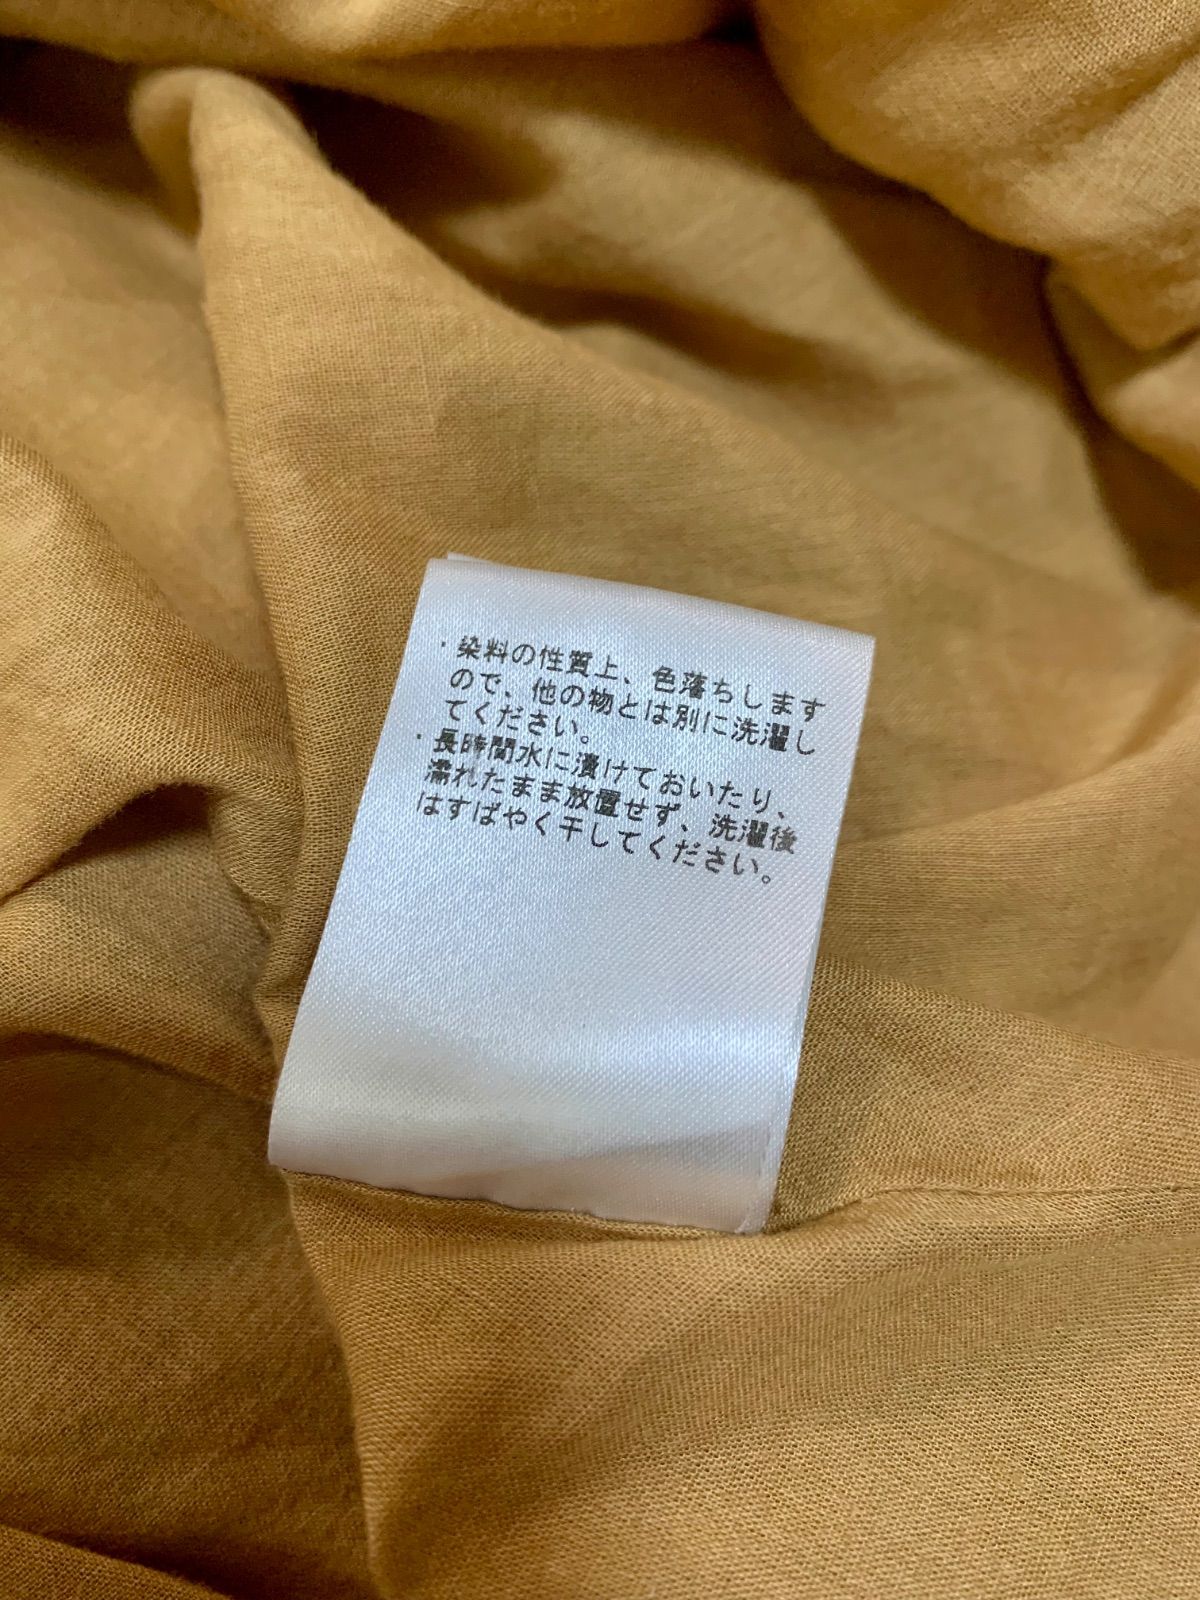 ・染料の性質上、色落ちします
ので、他の物とは別に洗濯し
てください。
・長時間水に漬けておいたり、
濡れたまま放置せず、洗濯後
はすばやく干してください。